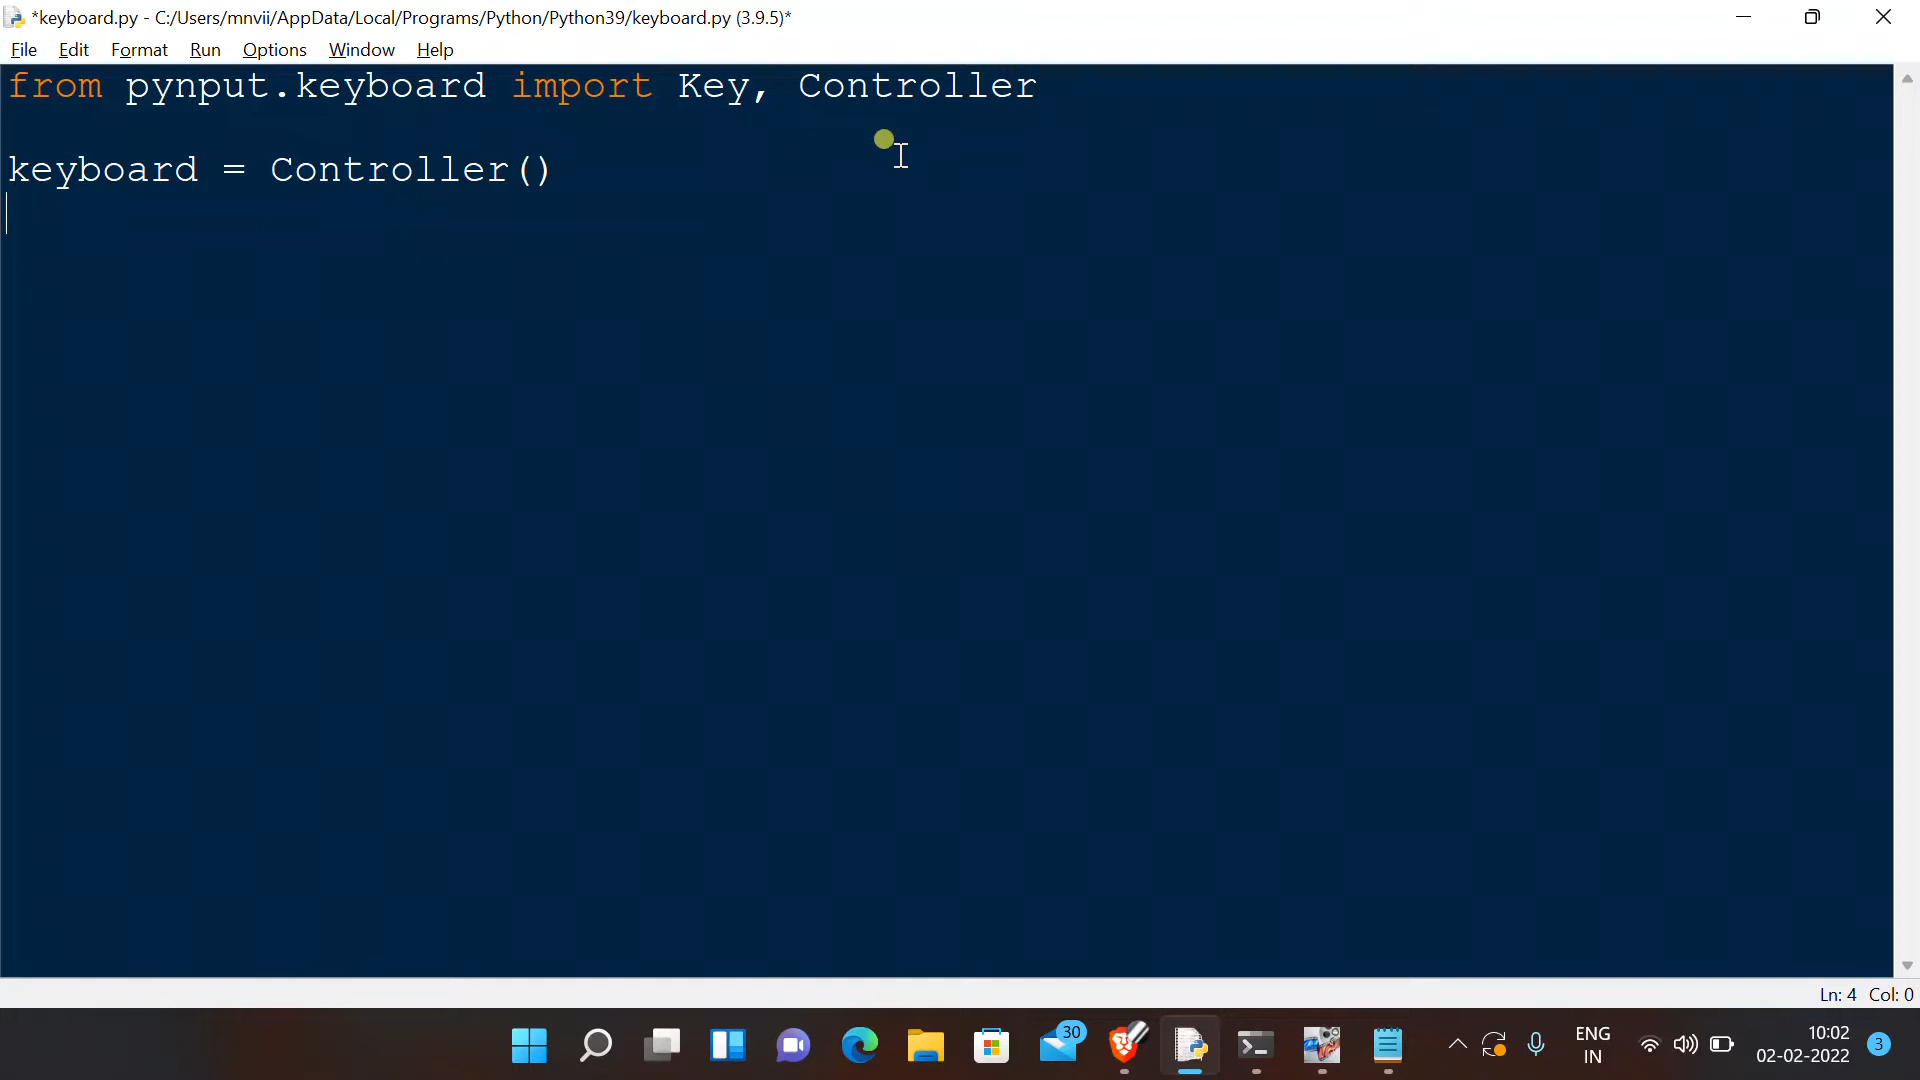 *keyboard.py - C:/Users/mnvii/AppData/Local/Programs/Python/Python39/keyboard.py (3.9.5)*
File Edit Format Run Options Window Help
from pynput.keyboard import Key, Controller
keyboard = Controller()
Ln: 4 Col: 0
30
ENG
IN
10:02
02-02-2022
3